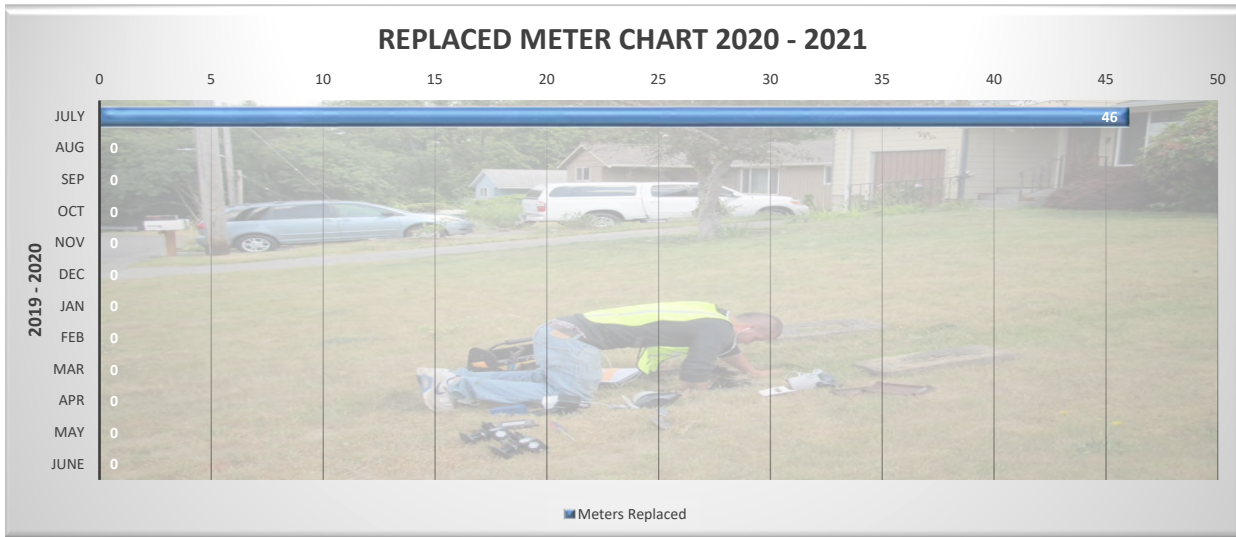 REPLACED METER CHART 2020 - 2021
0 5 10 15 20 25 30 35 40 45 50
2019 - 2020
JULY 46
AUG 0
SEP 0
OCT 0
NOV 0
DEC 0
JAN 0
FEB 0
MAR 0
APR 0
MAY 0
JUNE 0
Meters Replaced